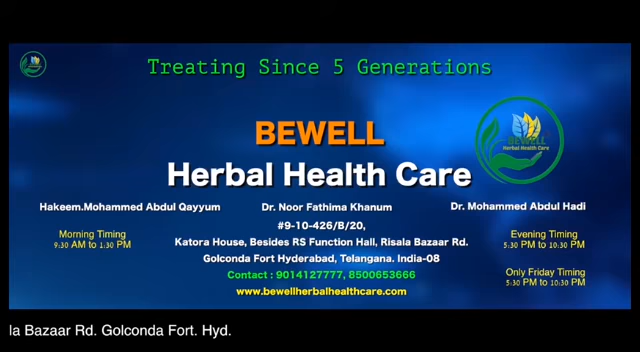 Treating Since 5 Generations
BEWELL
Herbal Health Care
BEWELL
Herbal Health Care
Hakeem.Mohammed Abdul Qayyum
Dr. Noor Fathima Khanum
Dr. Mohammed Abdul Hadi
Morning Timing
9:30 AM to 1:30 PM
#9-10-426/B/20,
Katora House, Besides RS Function Hall, Risala Bazaar Rd.
Golconda Fort Hyderabad, Telangana. India-08
Contact : 9014127777, 8500653666
www.bewellherbalhealthcare.com
Evening Timing
5:30 PM to 10:30 PM
Only Friday Timing
5:30 PM to 10:30 PM
la Bazaar Rd. Golconda Fort. Hyd.